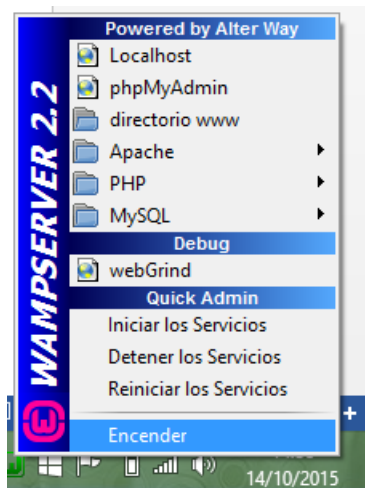 Powered by Alter Way
Localhost
phpMyAdmin
directorio www
Apache
PHP
MySQL
Debug
webGrind
Quick Admin
Iniciar los Servicios
Detener los Servicios
Reiniciar los Servicios
Encender
WAMPSERVER 2.2
14/10/2015